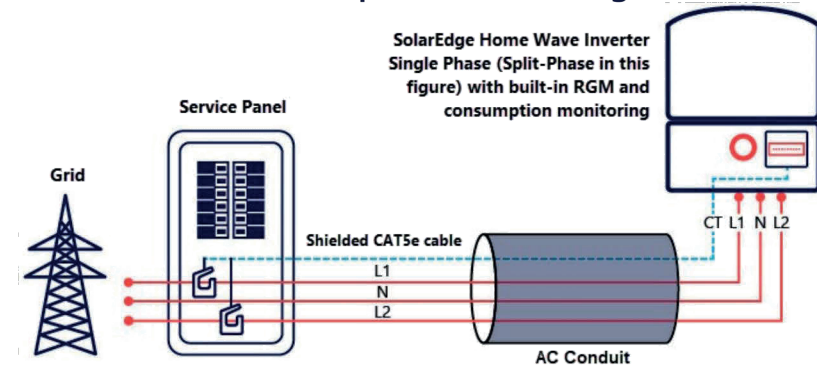 SolarEdge Home Wave Inverter
Single Phase (Split-Phase in this
figure) with built-in RGM and
consumption monitoring
Service Panel
Grid
Shielded CAT5e cable
CT L1 N L2
L1
N
L2
AC Conduit